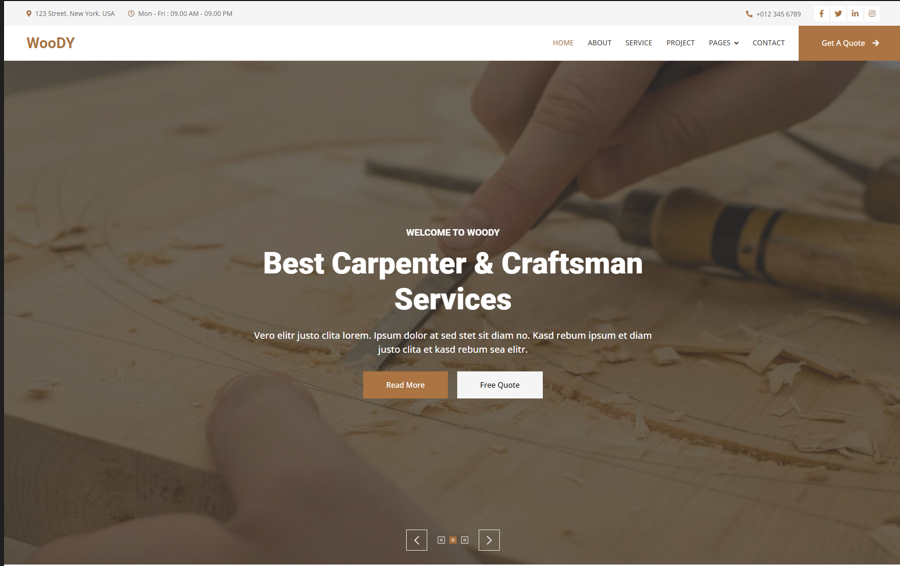 123 Street, New York, USA
Mon - Fri : 09.00 AM - 09.00 PM
+012 345 6789
WooDY
HOME
ABOUT
SERVICE
PROJECT
PAGES
CONTACT
Get A Quote
WELCOME TO WOODY
Best Carpenter & Craftsman
Services
Vero elitr justo clita lorem. Ipsum dolor at sed stet sit diam no. Kasd rebum ipsum et diam
justo clita et kasd rebum sea elitr.
Read More
Free Quote